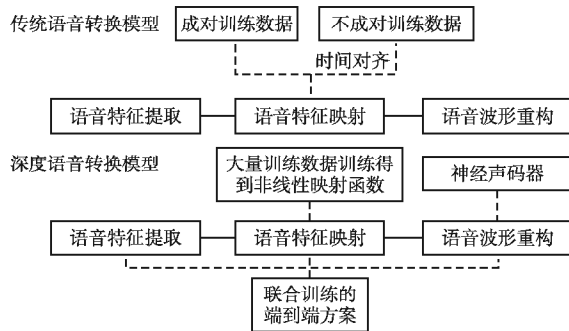 传统语音转换模型
成对训练数据
不成对训练数据
时间对齐
语音特征提取
语音特征映射
语音波形重构
深度语音转换模型
大量训练数据训练得
到非线性映射函数
神经声码器
语音特征提取
语音特征映射
语音波形重构
联合训练的
端到端方案